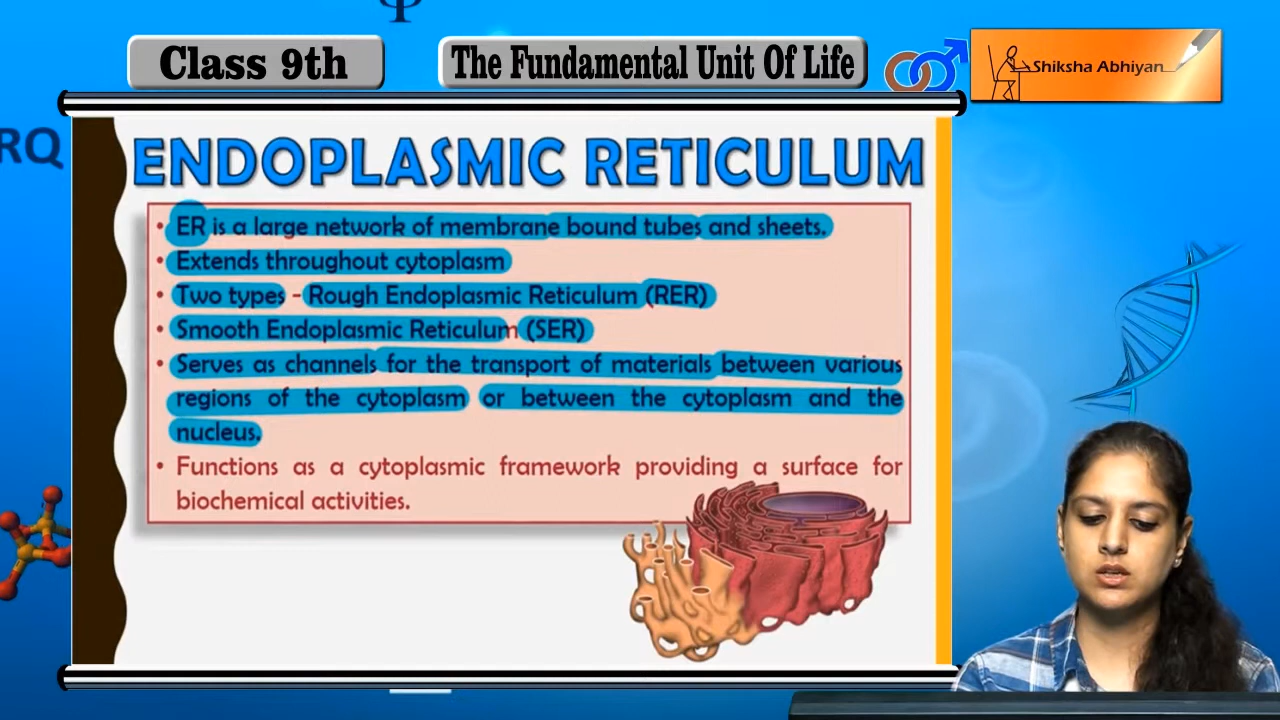 Class 9th
The Fundamental Unit Of Life
Shiksha Abhiyan
RQ
ENDOPLASMIC RETICULUM
• ER is a large network of membrane bound tubes and sheets.
• Extends throughout cytoplasm
• Two types - Rough Endoplasmic Reticulum (RER)
• Smooth Endoplasmic Reticulum (SER)
• Serves as channels for the transport of materials between various
regions of the cytoplasm or between the cytoplasm and the
nucleus.
• Functions as a cytoplasmic framework providing a surface for
biochemical activities.